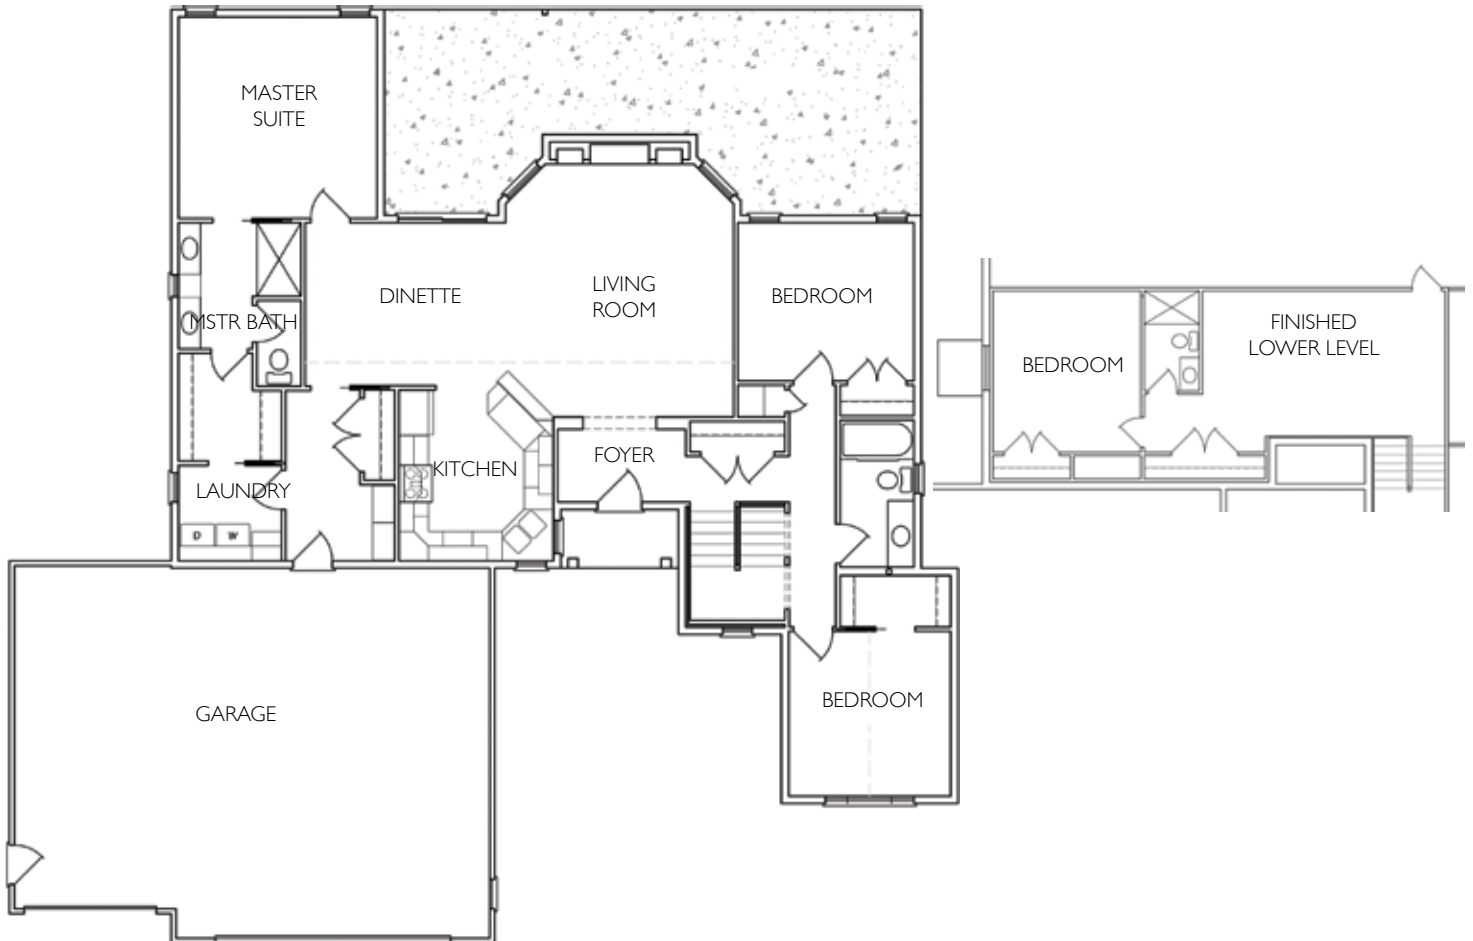 MASTER
SUITE
DINETTE
LIVING
ROOM
BEDROOM
MSTR BATH
FINISHED
LOWER LEVEL
BEDROOM
KITCHEN
FOYER
LAUNDRY
D
W
GARAGE
BEDROOM